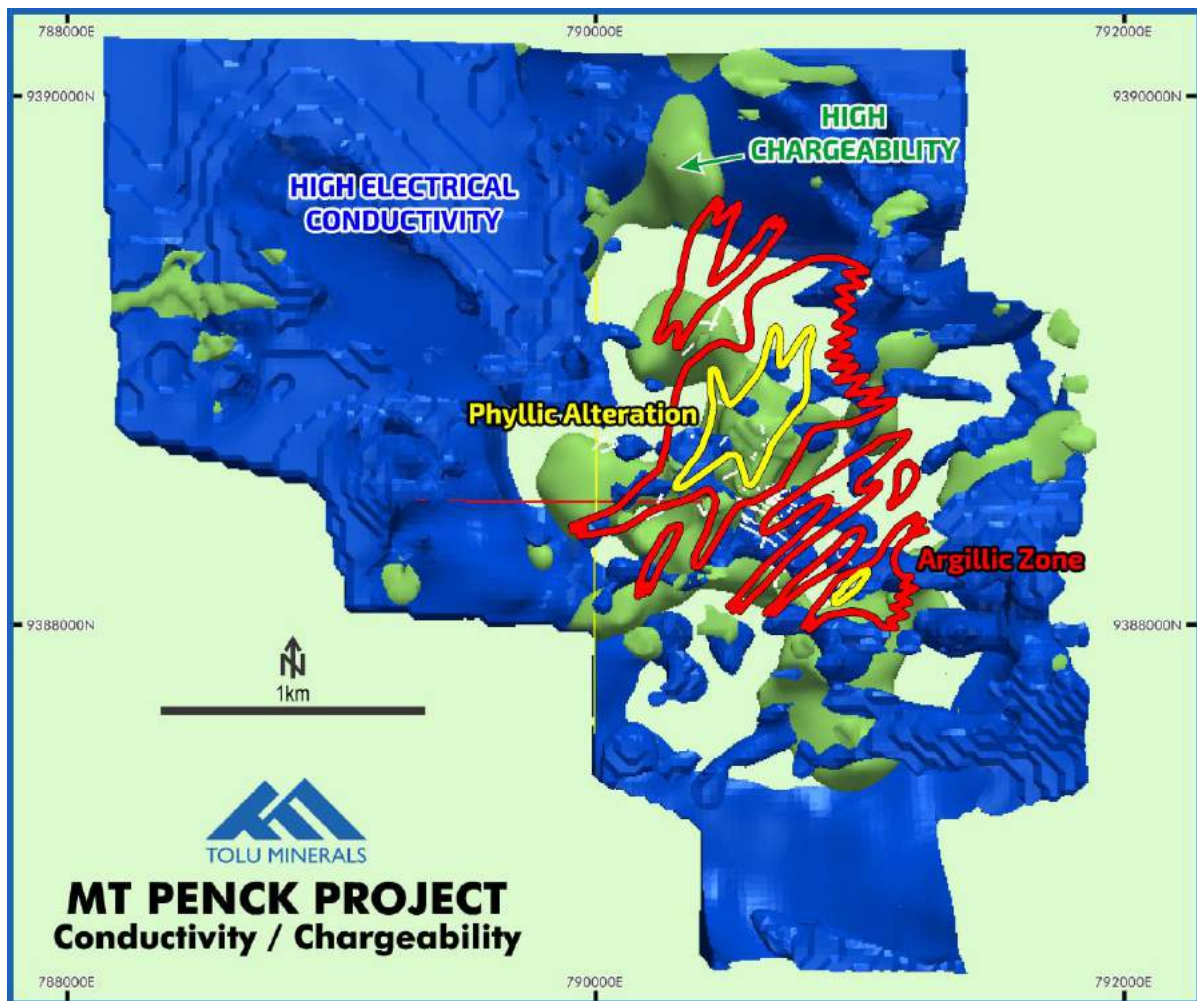 788000E
790000E
792000E
9390000N
9390000N
HIGH
CHARGEABILITY
HIGH ELECTRICAL
CONDUCTIVITY
Phyllic Alteration
Argillic Zone
9388000N
9388000N
N
1km
TOLU MINERALS
MT PENCK PROJECT
Conductivity / Chargeability
788000E
790000E
792000E